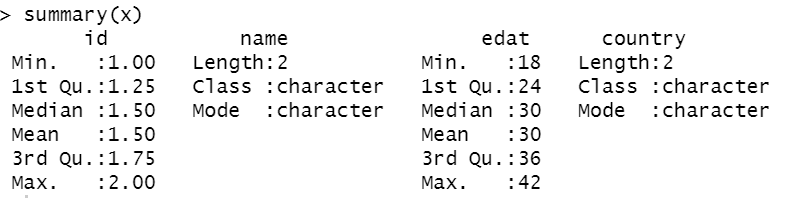 > summary(x)
       id            name                edat      country
 Min.   :1.00   Length:2           Min.   :18   Length:2
 1st Qu.:1.25   Class :character   1st Qu.:24   Class :character
 Median :1.50   Mode  :character   Median :30   Mode  :character
 Mean   :1.50                      Mean   :30
 3rd Qu.:1.75                      3rd Qu.:36
 Max.   :2.00                      Max.   :42